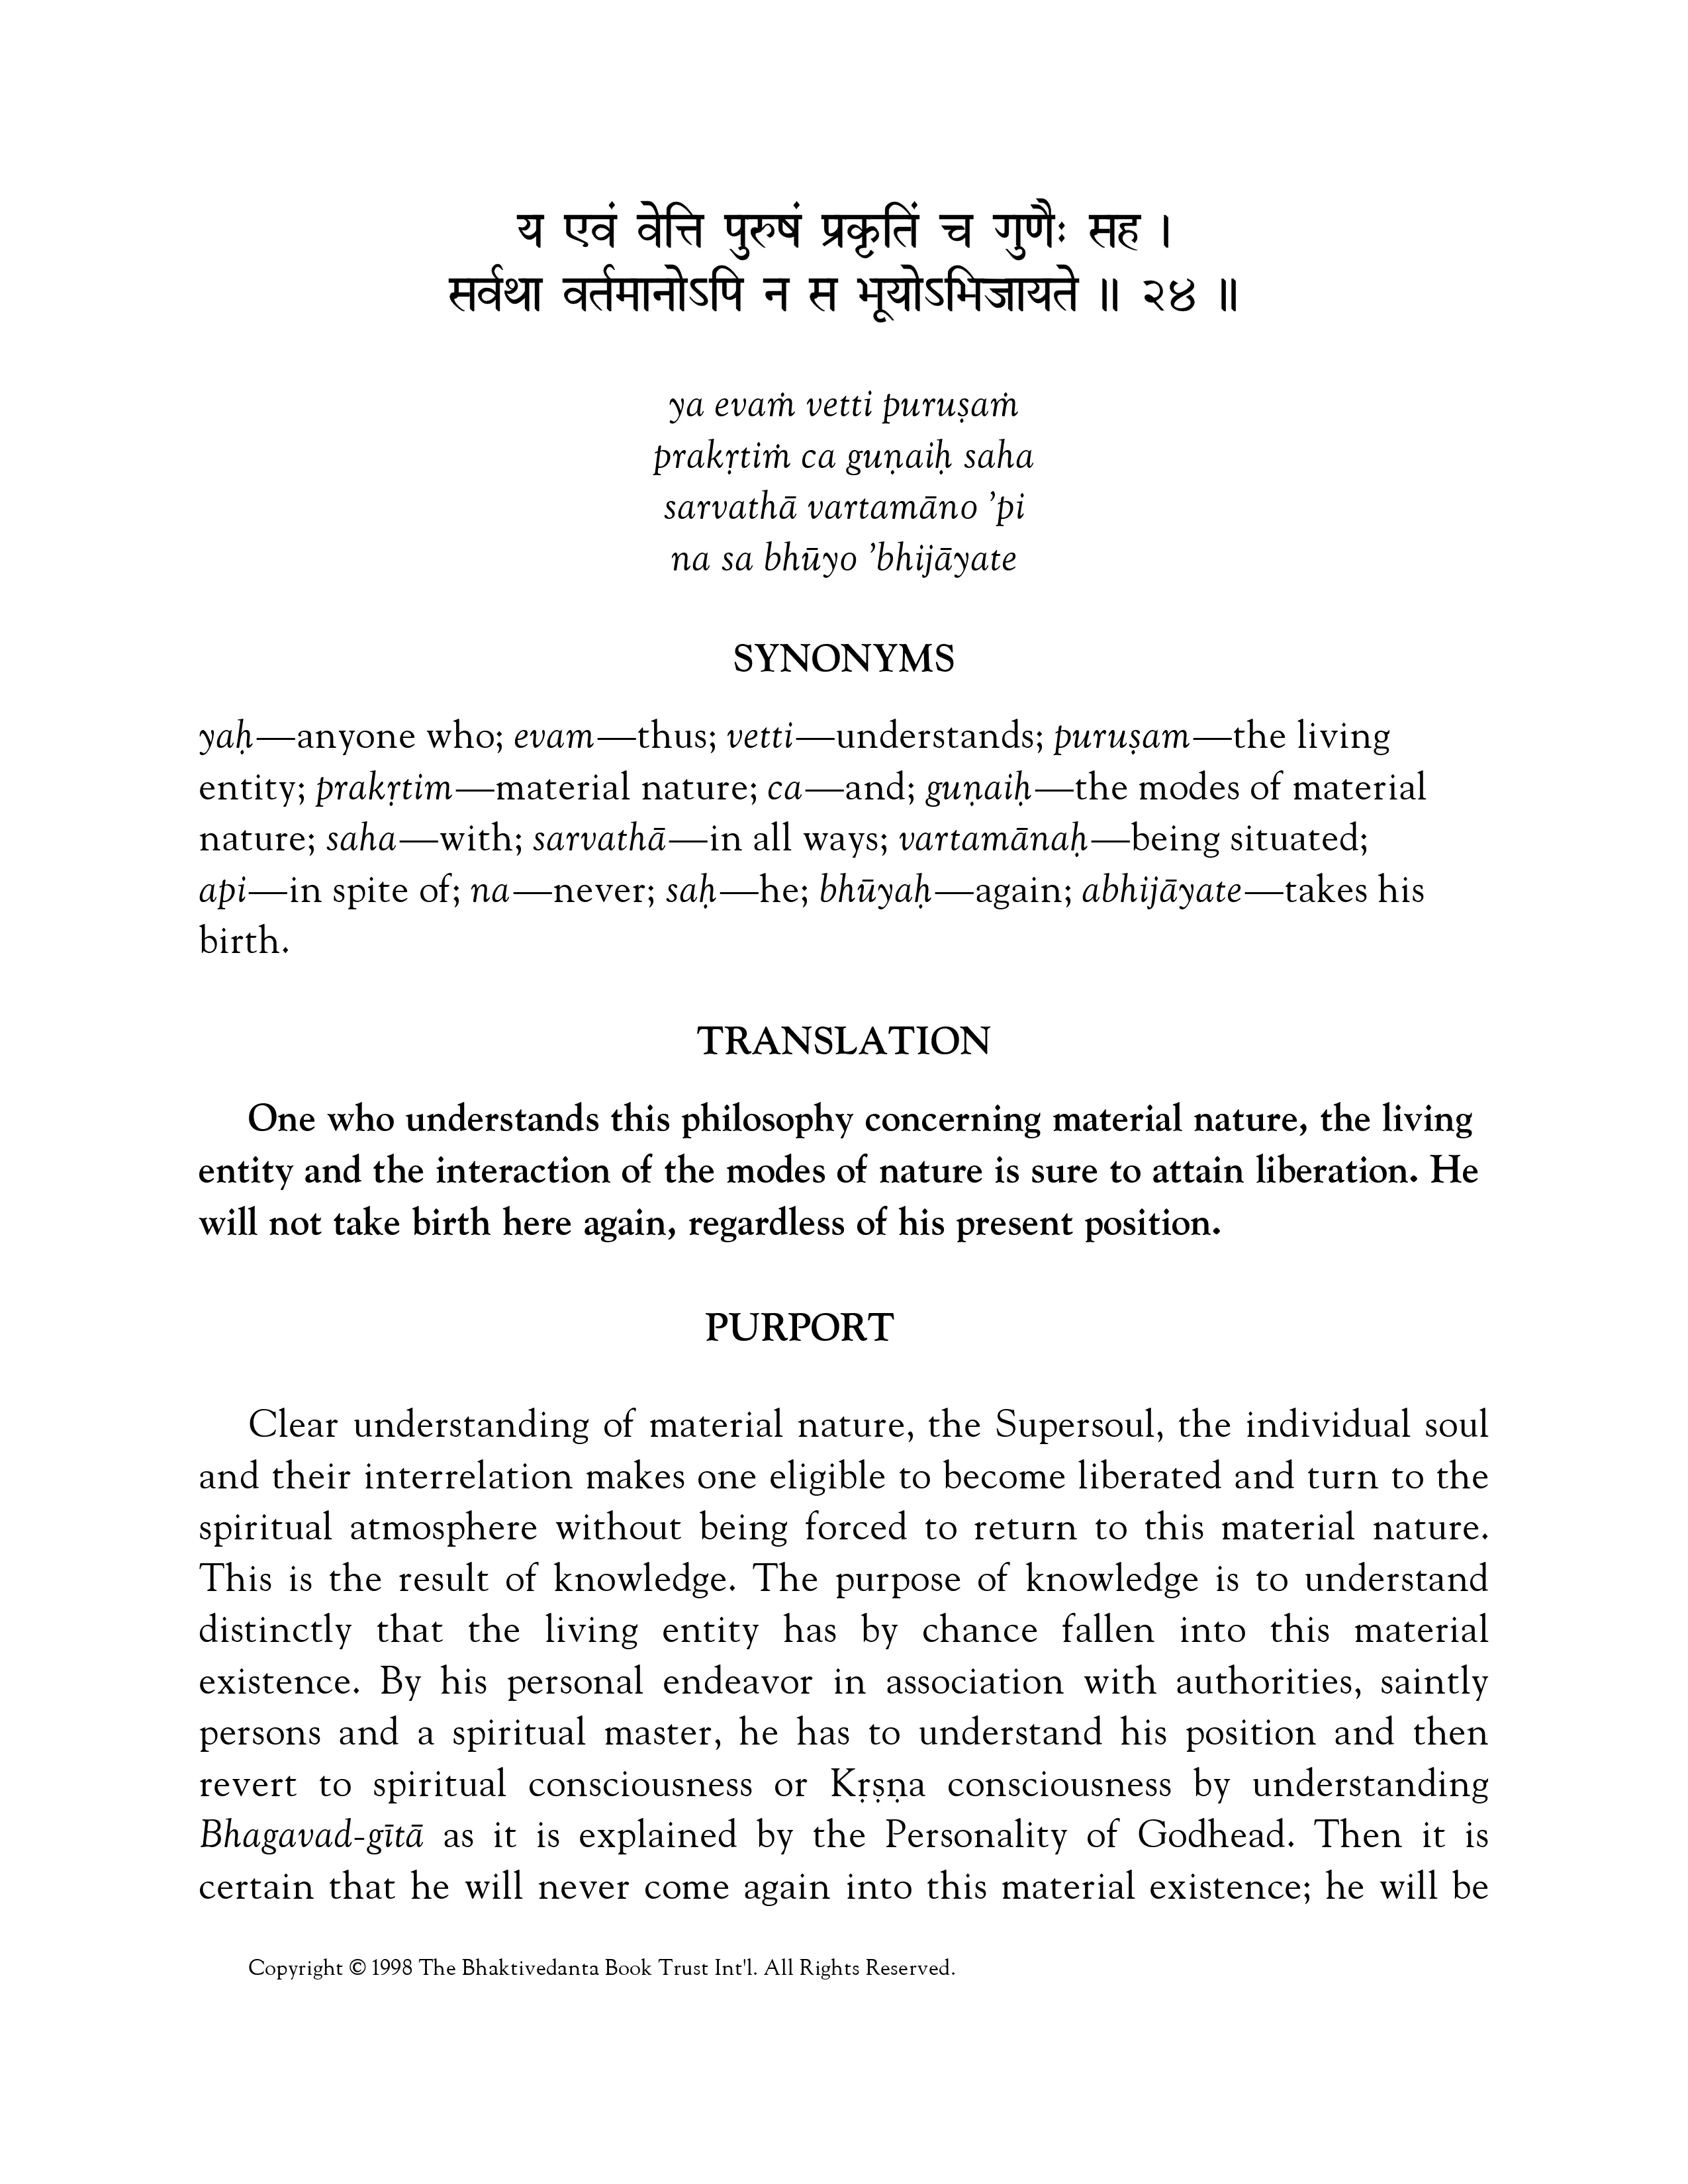 य एवं वेत्ति पुरुषं प्रकृतिं च गुणैः सह ।
सर्वथा वर्तमानोऽपि न स भूयोऽभिजायते ॥ २४ ॥
ya evaṁ vetti puruṣaṁ
prakṛtiṁ ca guṇaiḥ saha
sarvathā vartamāno ’pi
na sa bhūyo ’bhijāyate
SYNONYMS
yaḥ—anyone who; evam—thus; vetti—understands; puruṣam—the living
entity; prakṛtim—material nature; ca—and; guṇaiḥ—the modes of material
nature; saha—with; sarvathā—in all ways; vartamānaḥ—being situated;
api—in spite of; na—never; saḥ—he; bhūyaḥ—again; abhijāyate—takes his
birth.
TRANSLATION
One who understands this philosophy concerning material nature, the living
entity and the interaction of the modes of nature is sure to attain liberation. He
will not take birth here again, regardless of his present position.
PURPORT
Clear understanding of material nature, the Supersoul, the individual soul
and their interrelation makes one eligible to become liberated and turn to the
spiritual atmosphere without being forced to return to this material nature.
This is the result of knowledge. The purpose of knowledge is to understand
distinctly that the living entity has by chance fallen into this material
existence. By his personal endeavor in association with authorities, saintly
persons and a spiritual master, he has to understand his position and then
revert to spiritual consciousness or Kṛṣṇa consciousness by understanding
Bhagavad-gītā as it is explained by the Personality of Godhead. Then it is
certain that he will never come again into this material existence; he will be
Copyright © 1998 The Bhaktivedanta Book Trust Int'l. All Rights Reserved.